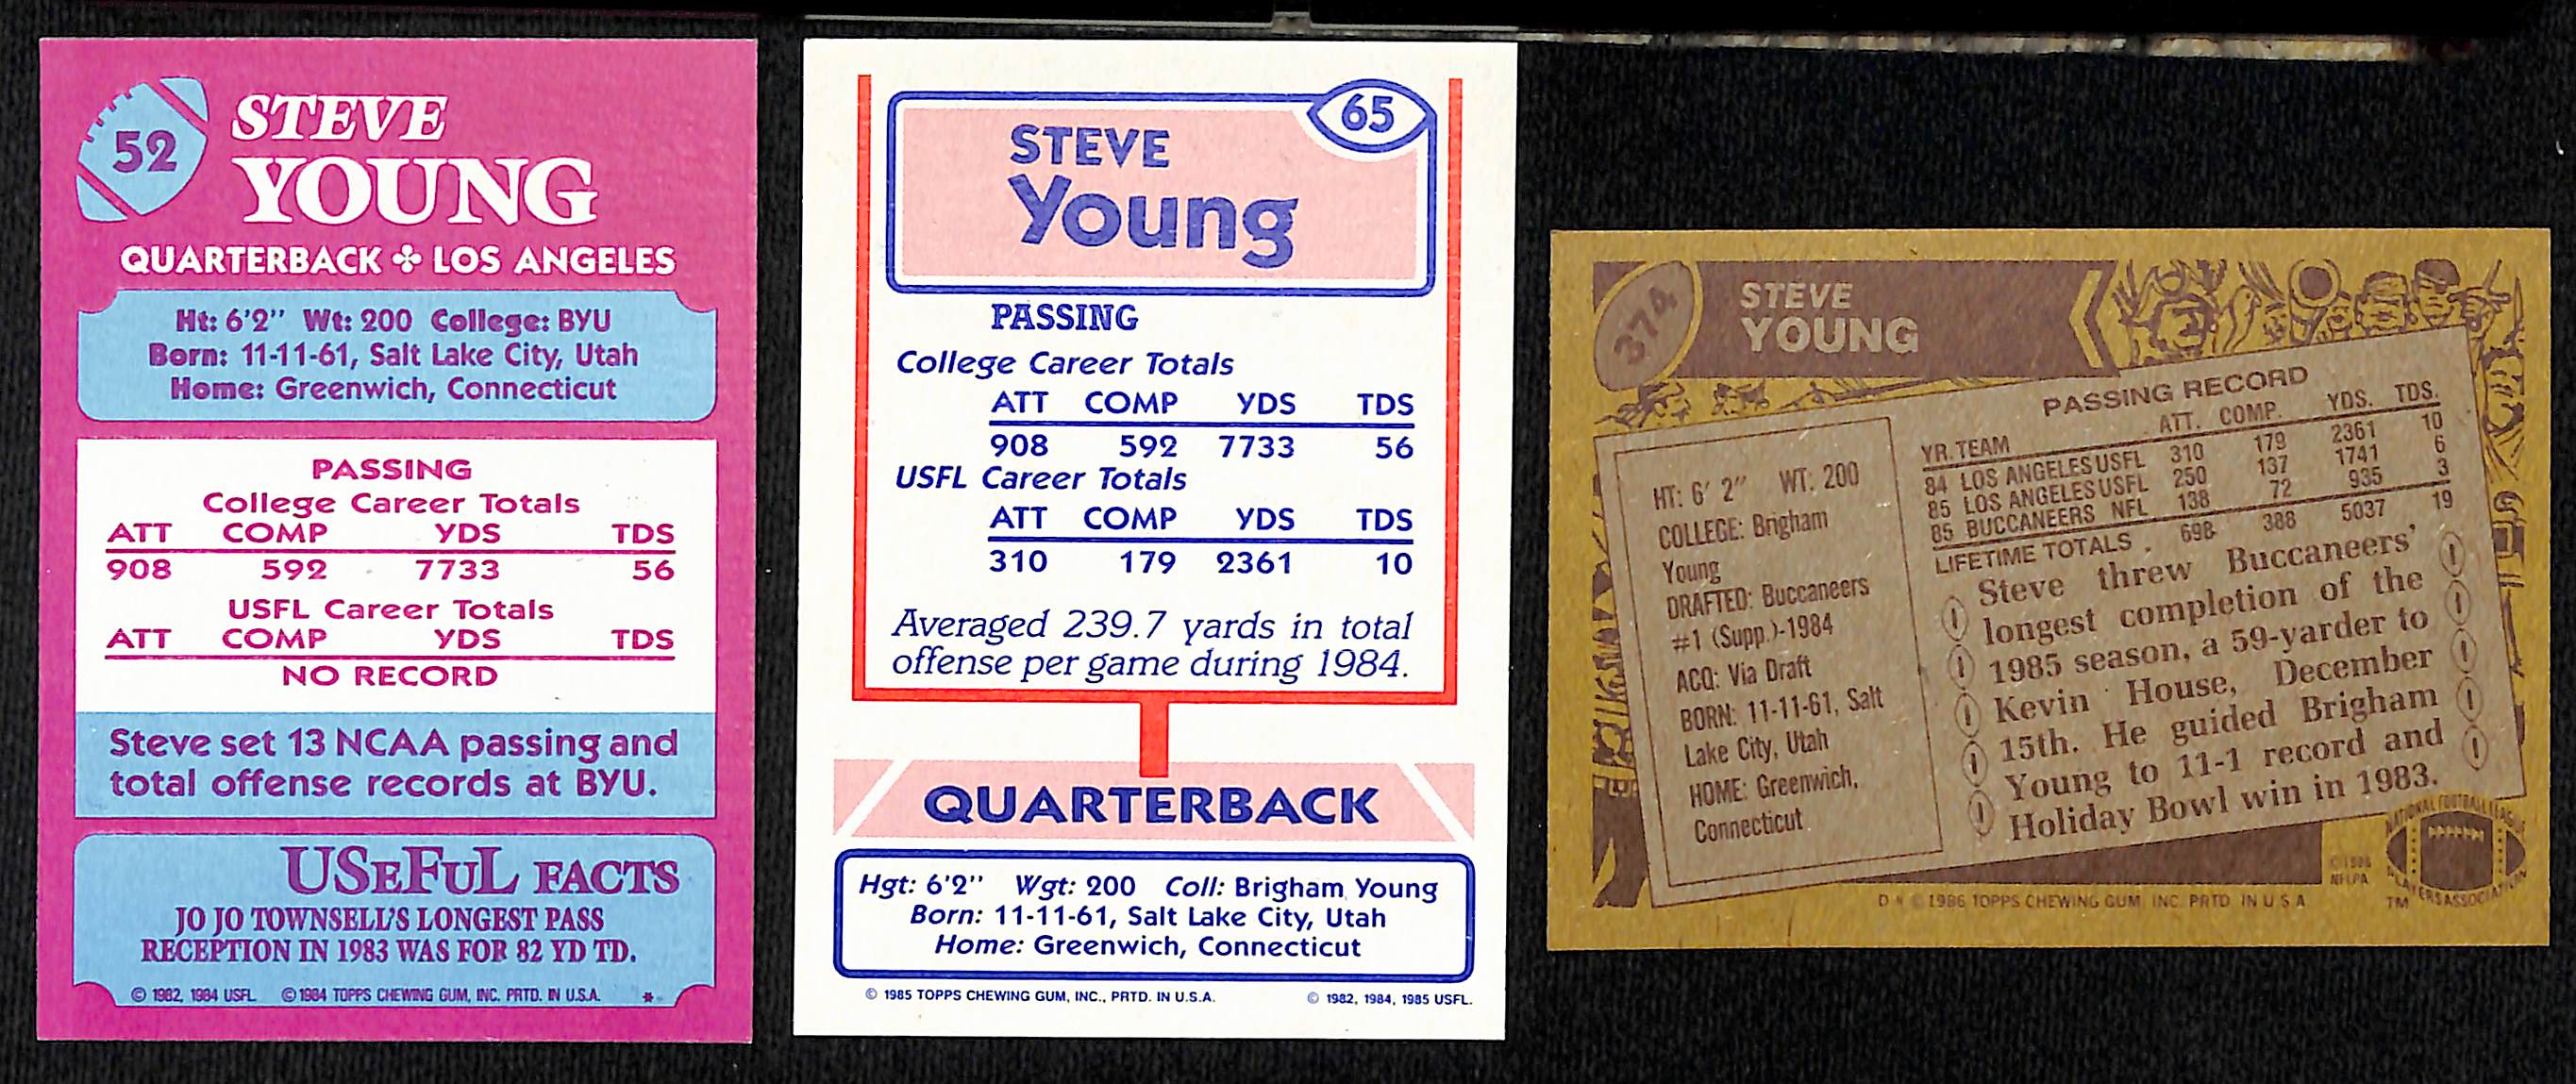 52
STEVE
YOUNG
QUARTERBACK ✤ LOS ANGELES
Ht: 6'2" Wt: 200 College: BYU
Born: 11-11-61, Salt Lake City, Utah
Home: Greenwich, Connecticut
PASSING
College Career Totals
ATT COMP YDS TDS
908 592 7733 56
USFL Career Totals
ATT COMP YDS TDS
NO RECORD
Steve set 13 NCAA passing and
total offense records at BYU.
USEFUL FACTS
JO JO TOWNSELL'S LONGEST PASS
RECEPTION IN 1983 WAS FOR 82 YD TD.
© 1982, 1984 USFL ©1984 TOPPS CHEWING GUM, INC. PRTD. IN U.S.A. *
65
STEVE
Young
PASSING
College Career Totals
ATT COMP YDS TDS
908 592 7733 56
USFL Career Totals
ATT COMP YDS TDS
310 179 2361 10
Averaged 239.7 yards in total
offense per game during 1984.
QUARTERBACK
Hgt: 6'2" Wgt: 200 Coll: Brigham Young
Born: 11-11-61, Salt Lake City, Utah
Home: Greenwich, Connecticut
© 1985 TOPPS CHEWING GUM, INC., PRTD. IN U.S.A. © 1982, 1984, 1985 USFL.
374
STEVE
YOUNG
HT: 6' 2" WT: 200
COLLEGE: Brigham
Young
DRAFTED: Buccaneers
#1 (Supp.)-1984
ACQ: Via Draft
BORN: 11-11-61, Salt
Lake City, Utah
HOME: Greenwich,
Connecticut
PASSING RECORD
YR. TEAM ATT. COMP. YDS. TDS.
84 LOS ANGELES USFL 310 179 2361 10
85 LOS ANGELES USFL 250 137 1741 6
85 BUCCANEERS NFL 138 72 935 3
LIFETIME TOTALS . 698 388 5037 19
Steve threw Buccaneers'
longest completion of the
1985 season, a 59-yarder to
Kevin House, December
15th. He guided Brigham
Young to 11-1 record and
Holiday Bowl win in 1983.
©1986
NFLPA
NATIONAL FOOTBALL LEAGUE
PLAYERS ASSOCIATION
TM
D * © 1986 TOPPS CHEWING GUM, INC. PRTD. IN U.S.A.